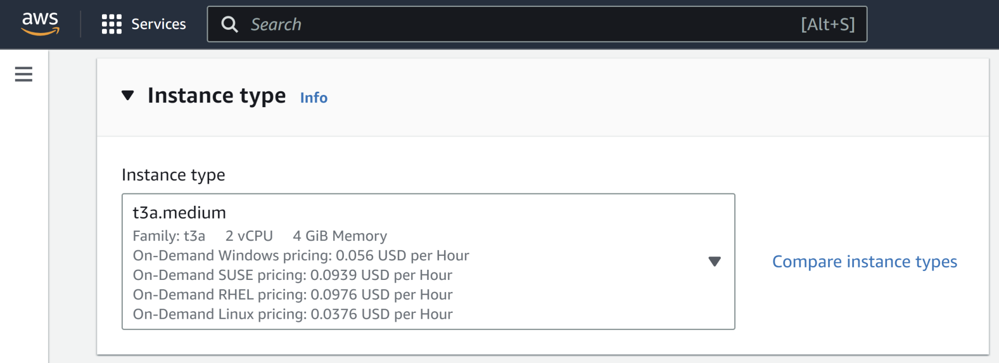 aws Services Search [Alt+S]
Instance type Info
Instance type
t3a.medium
Family: t3a 2 vCPU 4 GiB Memory
On-Demand Windows pricing: 0.056 USD per Hour
On-Demand SUSE pricing: 0.0939 USD per Hour
On-Demand RHEL pricing: 0.0976 USD per Hour
On-Demand Linux pricing: 0.0376 USD per Hour
Compare instance types